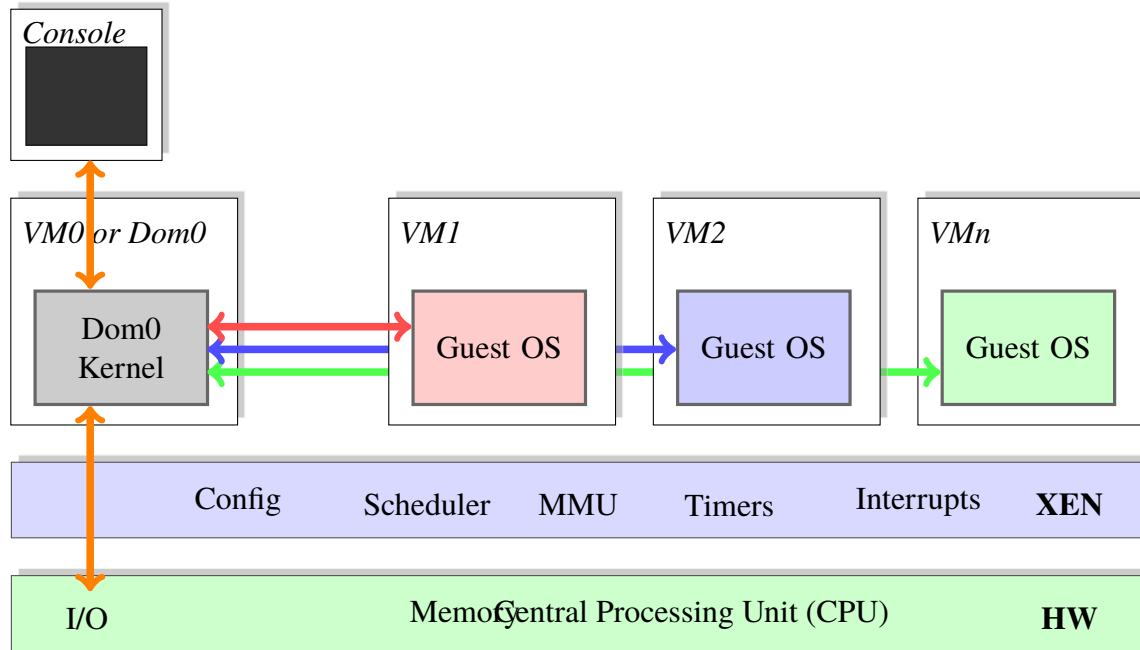 Console
VM0 or Dom0
VM1
VM2
VMn
Dom0
Kernel
Guest OS
Guest OS
Guest OS
Config
Scheduler
MMU
Timers
Interrupts
XEN
I/O
Memory
Central Processing Unit (CPU)
HW